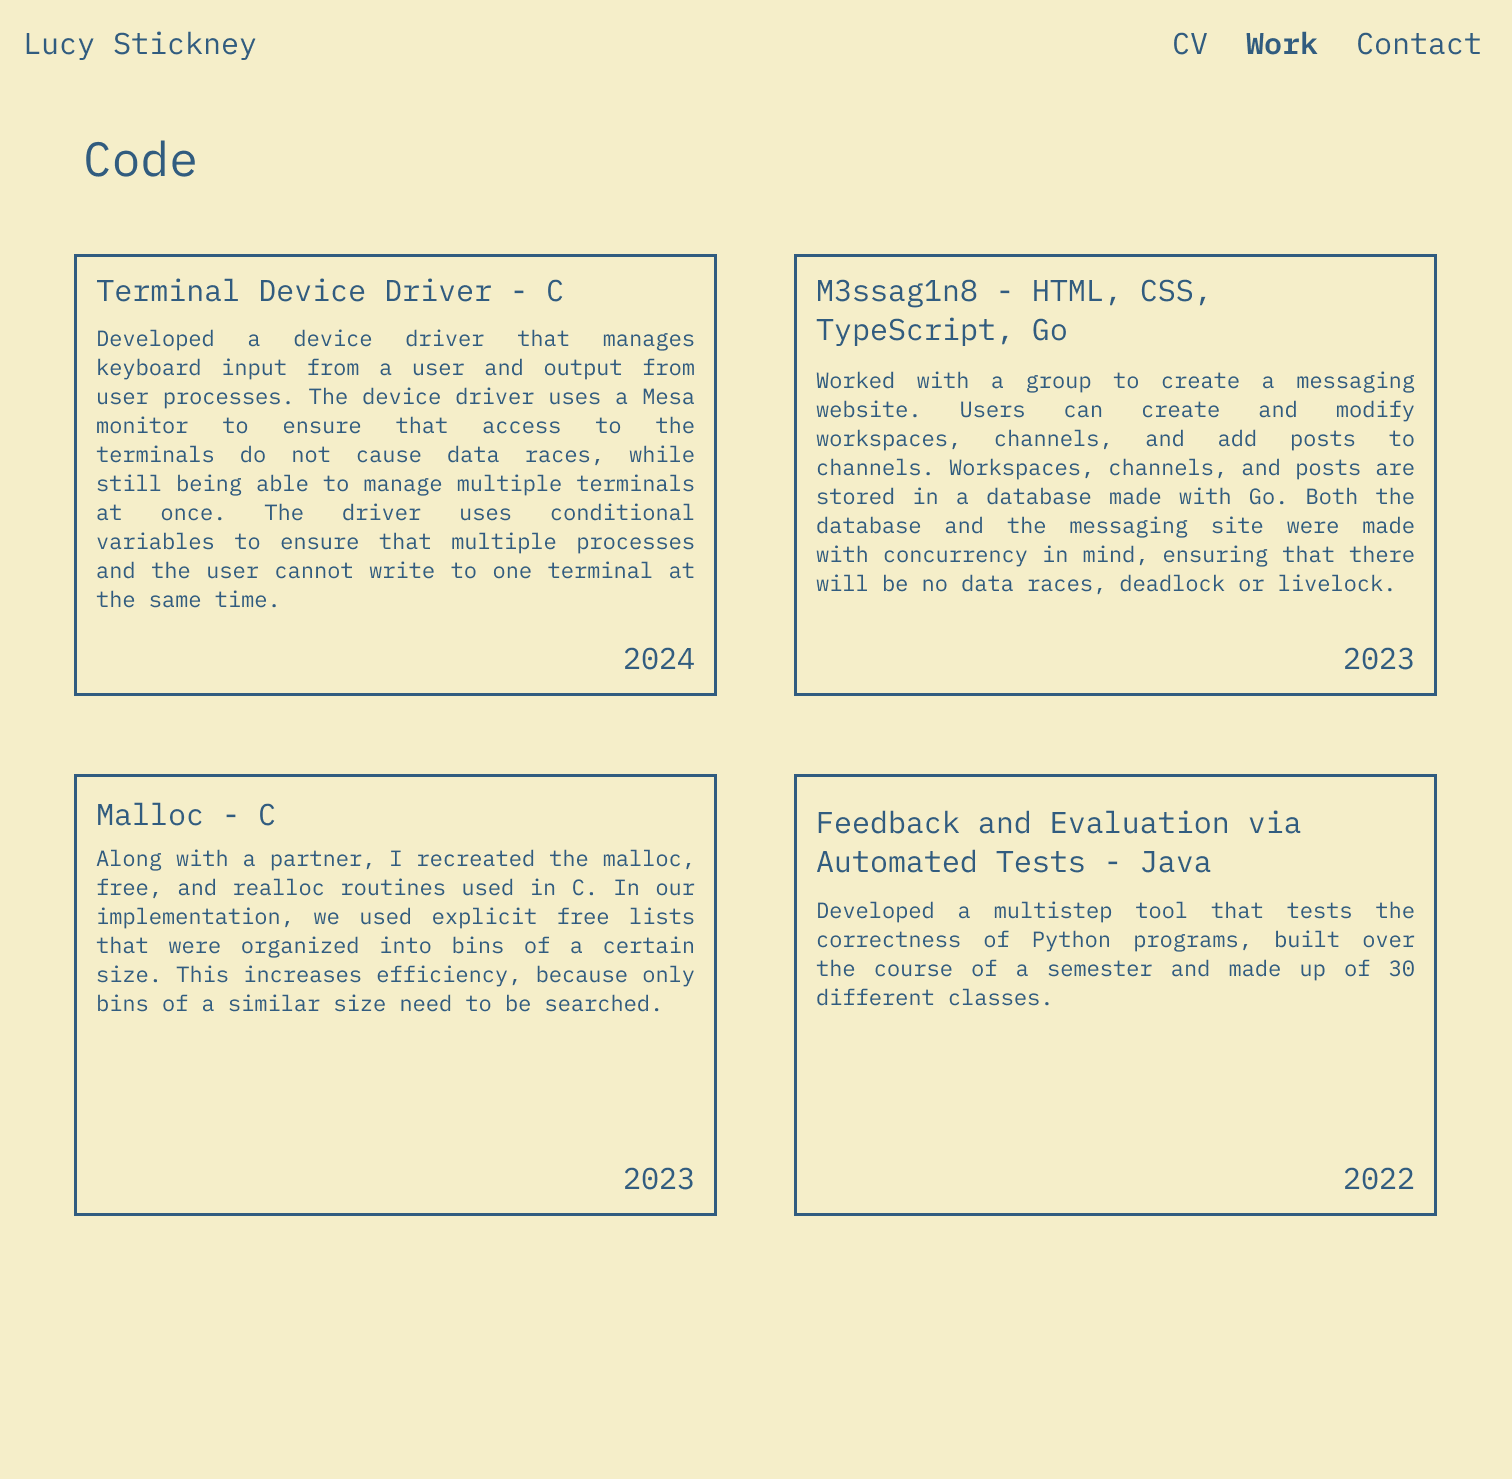 Lucy Stickney
CV Work Contact
Code
Terminal Device Driver - C
Developed a device driver that manages
keyboard input from a user and output from
user processes. The device driver uses a Mesa
monitor to ensure that access to the
terminals do not cause data races, while
still being able to manage multiple terminals
at once. The driver uses conditional
variables to ensure that multiple processes
and the user cannot write to one terminal at
the same time.
2024
M3ssag1n8 - HTML, CSS,
TypeScript, Go
Worked with a group to create a messaging
website. Users can create and modify
workspaces, channels, and add posts to
channels. Workspaces, channels, and posts are
stored in a database made with Go. Both the
database and the messaging site were made
with concurrency in mind, ensuring that there
will be no data races, deadlock or livelock.
2023
Malloc - C
Along with a partner, I recreated the malloc,
free, and realloc routines used in C. In our
implementation, we used explicit free lists
that were organized into bins of a certain
size. This increases efficiency, because only
bins of a similar size need to be searched.
2023
Feedback and Evaluation via
Automated Tests - Java
Developed a multistep tool that tests the
correctness of Python programs, built over
the course of a semester and made up of 30
different classes.
2022